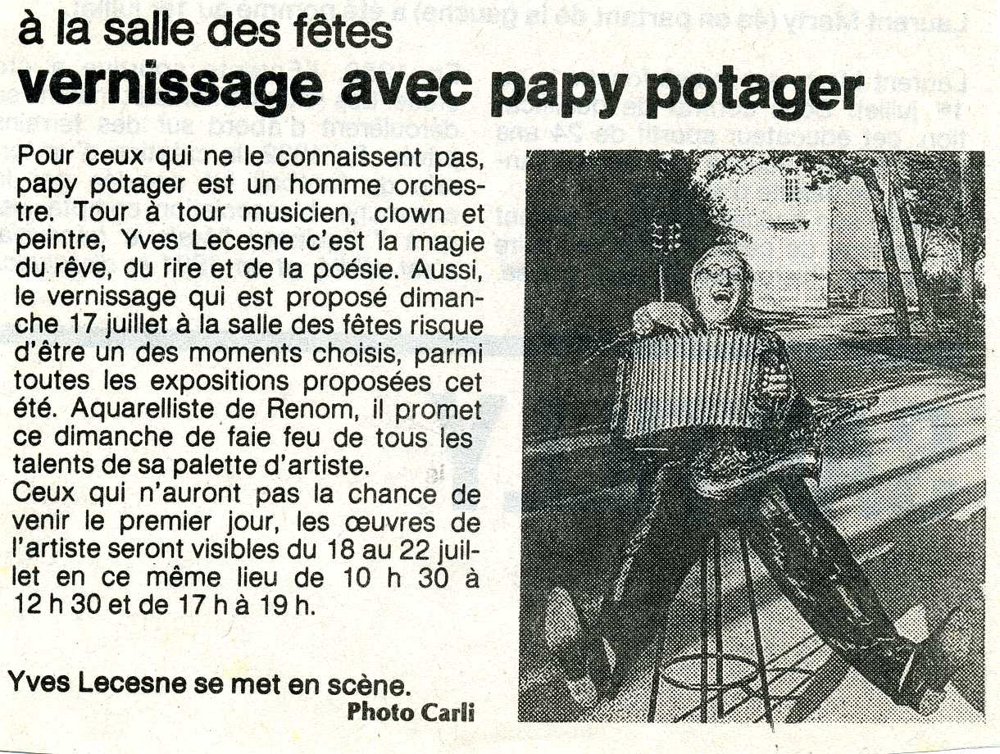 à la salle des fêtes
vernissage avec papy potager
Pour ceux qui ne le connaissent pas,
papy potager est un homme orches-
tre. Tour à tour musicien, clown et
peintre, Yves Lecesne c'est la magie
du rêve, du rire et de la poésie. Aussi,
le vernissage qui est proposé diman-
che 17 juillet à la salle des fêtes risque
d'être un des moments choisis, parmi
toutes les expositions proposées cet
été. Aquarelliste de Renom, il promet
ce dimanche de faie feu de tous les
talents de sa palette d'artiste.
Ceux qui n'auront pas la chance de
venir le premier jour, les œuvres de
l'artiste seront visibles du 18 au 22 juil-
let en ce même lieu de 10 h 30 à
12 h 30 et de 17 h à 19 h.
Yves Lecesne se met en scène.
Photo Carli